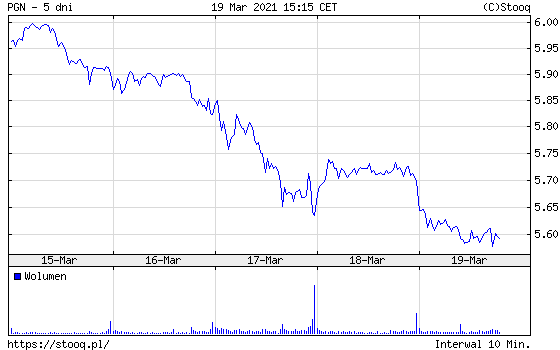 PGN - 5 dni 19 Mar 2021 15:15 CET (C)Stooq
6.00
5.95
5.90
5.85
5.80
5.75
5.70
5.65
5.60
15-Mar 16-Mar 17-Mar 18-Mar 19-Mar
Wolumen
https://stooq.pl/ Interwal 10 Min.